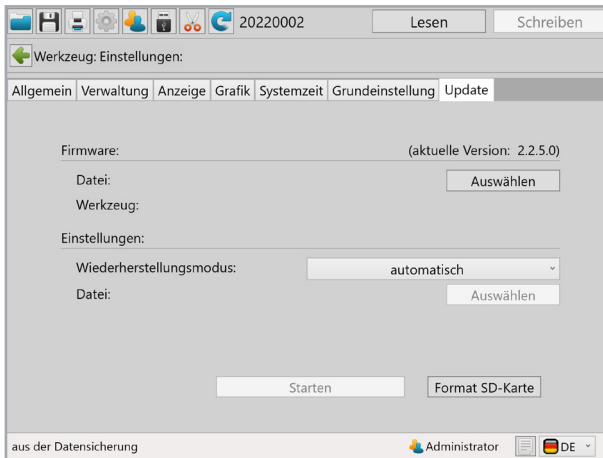 20220002 Lesen Schreiben
Werkzeug: Einstellungen:
Allgemein Verwaltung Anzeige Grafik Systemzeit Grundeinstellung Update
Firmware: (aktuelle Version: 2.2.5.0)
Datei: Auswählen
Werkzeug:
Einstellungen:
Wiederherstellungsmodus: automatisch
Datei: Auswählen
Starten Format SD-Karte
aus der Datensicherung Administrator DE